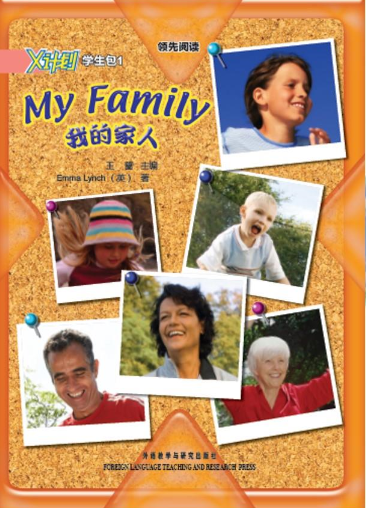 X计划 学生包1
领先阅读
My Family
我的家人
王蔷 主编
Emma Lynch（英） 著
外语教学与研究出版社
FOREIGN LANGUAGE TEACHING AND RESEARCH PRESS